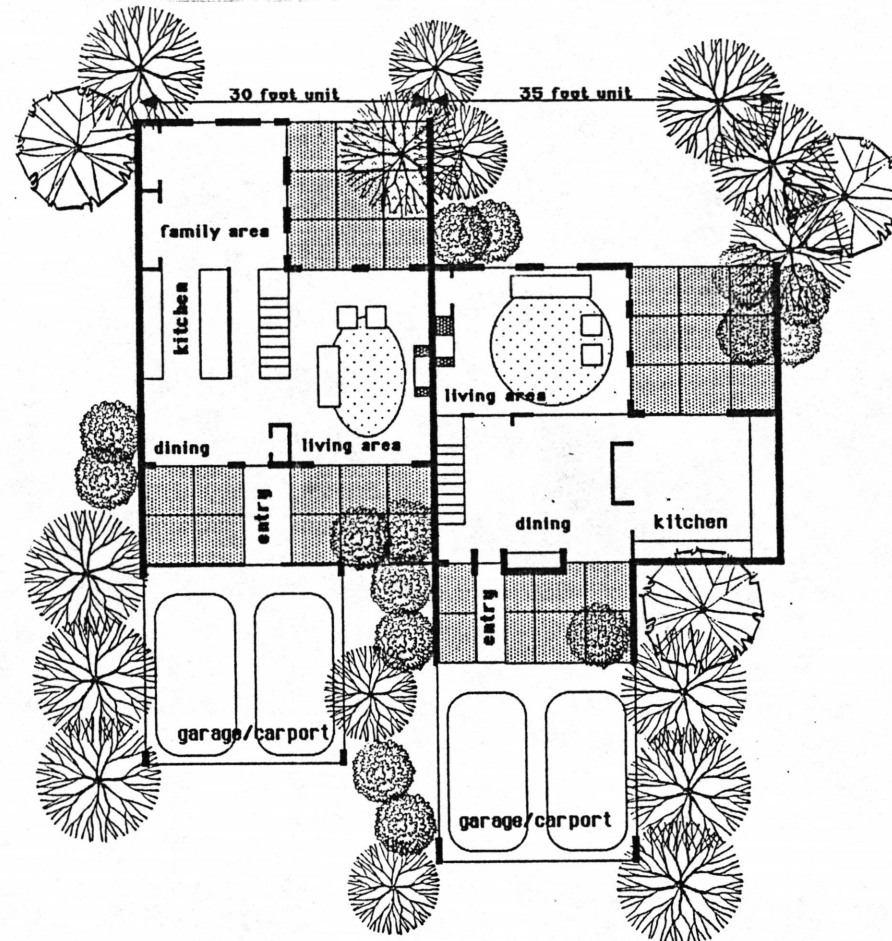 30 foot unit
35 foot unit
family area
kitchen
living area
dining
living area
entry
dining
kitchen
entry
garage/carport
garage/carport